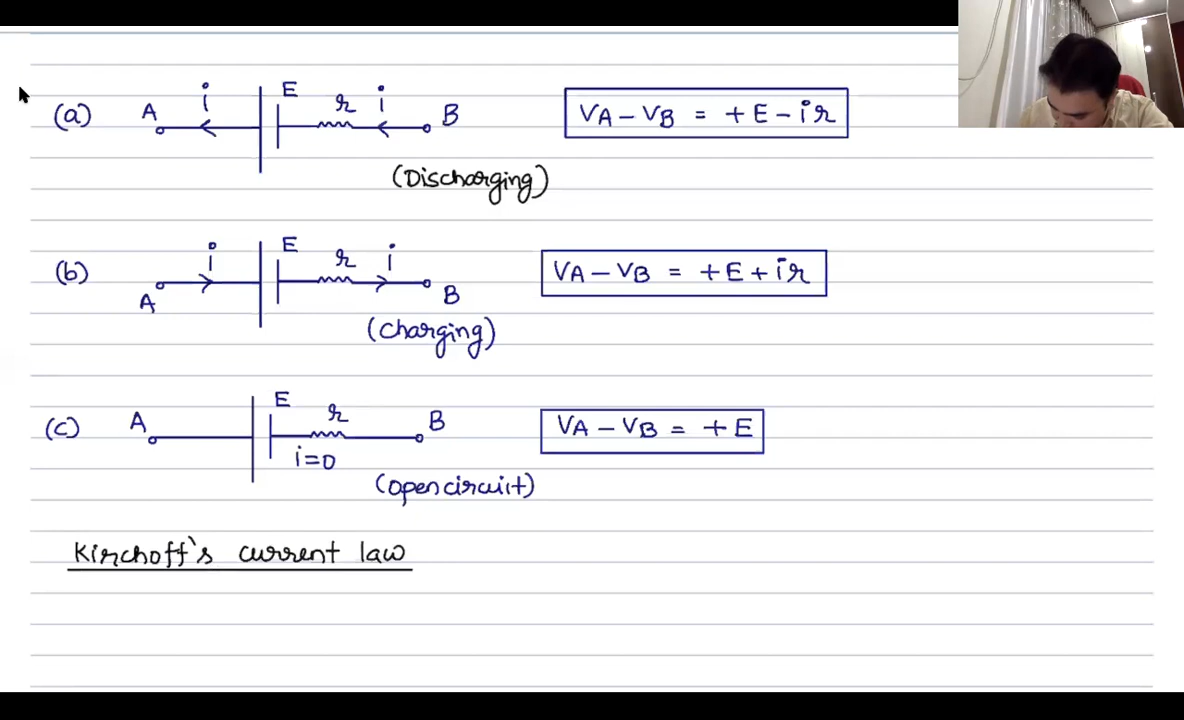 (a) A i E r i B VA - VB = + E - ir
(Discharging)
(b) A i E r i B VA - VB = + E + ir
(Charging)
(c) A E r B VA - VB = + E
i=0
(open circuit)
Kirchoff's current law